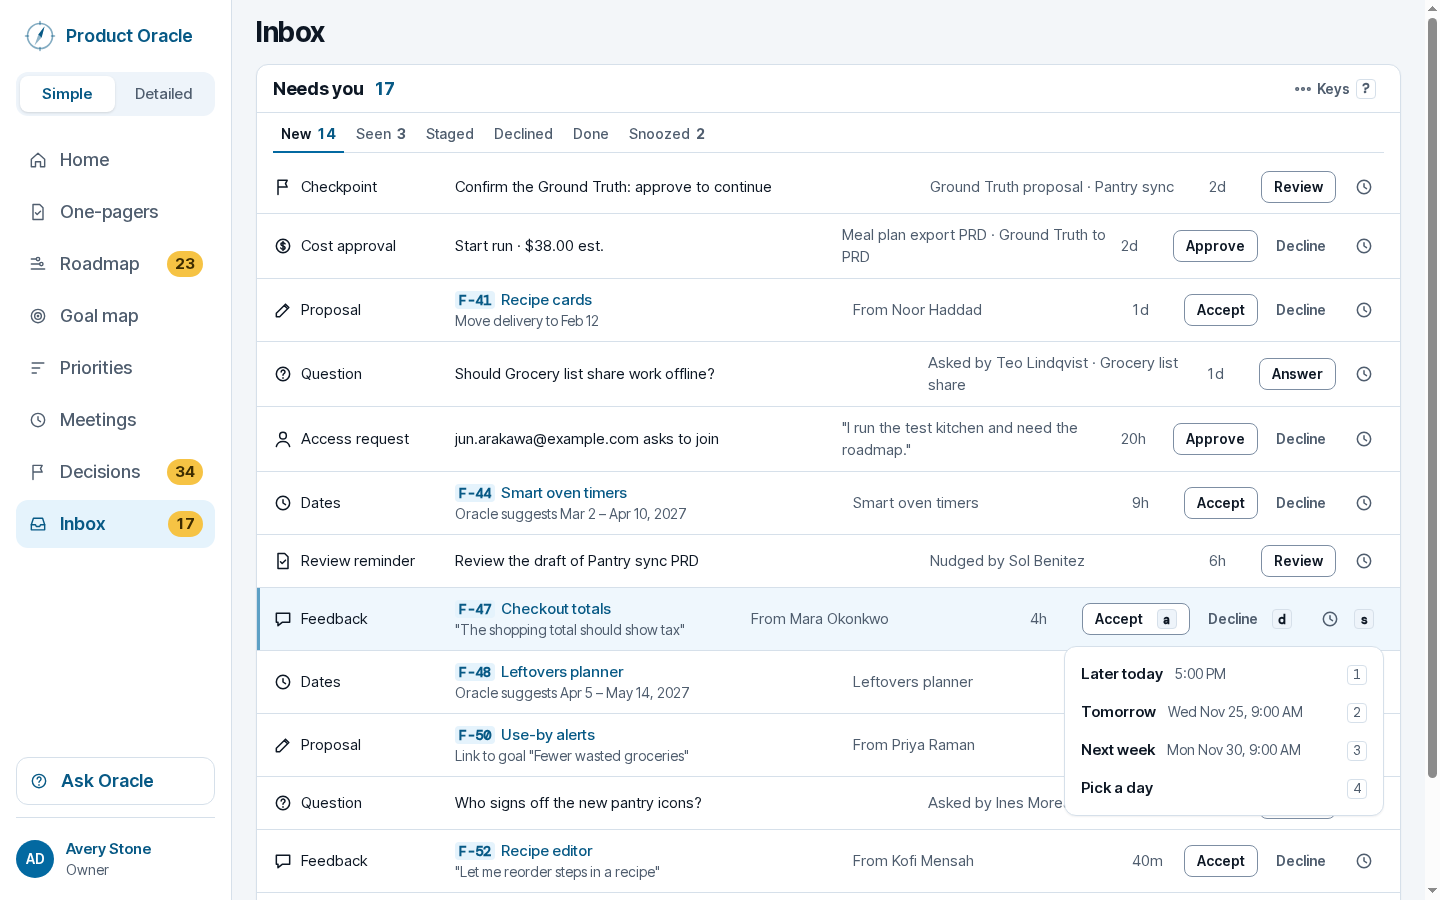 Product Oracle
Simple
Detailed
Home
One-pagers
Roadmap 23
Goal map
Priorities
Meetings
Decisions 34
Inbox 17
Ask Oracle
AD
Avery Stone
Owner
Inbox
Needs you 17
Keys ?
New 14 Seen 3 Staged Declined Done Snoozed 2
Checkpoint Confirm the Ground Truth: approve to continue Ground Truth proposal · Pantry sync 2d Review
Cost approval Start run · $38.00 est. Meal plan export PRD · Ground Truth to
PRD 2d Approve Decline
Proposal F-41 Recipe cards
Move delivery to Feb 12
From Noor Haddad 1d Accept Decline
Question Should Grocery list share work offline? Asked by Teo Lindqvist · Grocery list
share 1d Answer
Access request jun.arakawa@example.com asks to join "I run the test kitchen and need the
roadmap." 20h Approve Decline
Dates F-44 Smart oven timers
Oracle suggests Mar 2 – Apr 10, 2027
Smart oven timers 9h Accept Decline
Review reminder Review the draft of Pantry sync PRD Nudged by Sol Benitez 6h Review
Feedback F-47 Checkout totals
"The shopping total should show tax"
From Mara Okonkwo 4h Accept a Decline d s
Dates F-48 Leftovers planner
Oracle suggests Apr 5 – May 14, 2027
Leftovers planner
Proposal F-50 Use-by alerts
Link to goal "Fewer wasted groceries"
From Priya Raman
Question Who signs off the new pantry icons? Asked by Ines
Feedback F-52 Recipe editor
"Let me reorder steps in a recipe"
From Kofi Mensah 40m Accept Decline
Later today 5:00 PM 1
Tomorrow Wed Nov 25, 9:00 AM 2
Next week Mon Nov 30, 9:00 AM 3
Pick a day 4